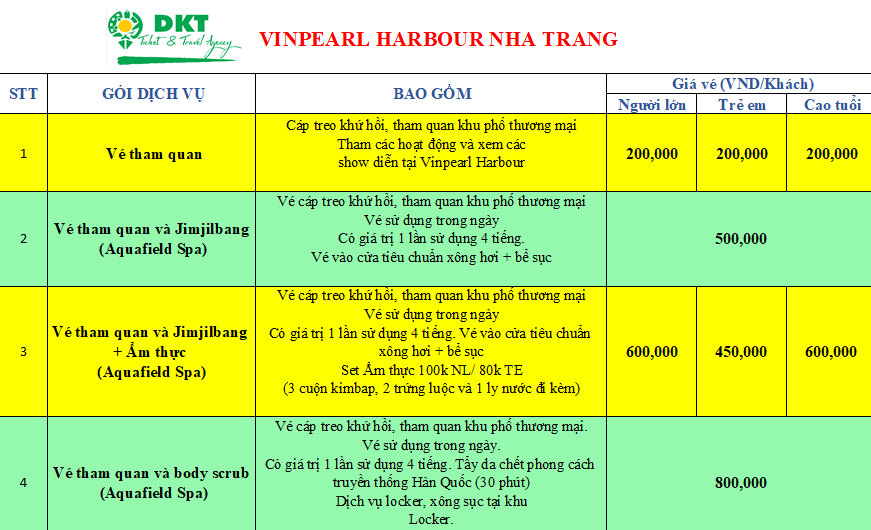 DKT
Ticket & Travel Agency
VINPEARL HARBOUR NHA TRANG
STT
GÓI DỊCH VỤ
BAO GỒM
Giá vé (VND/Khách)
Người lớn
Trẻ em
Cao tuổi
1
Vé tham quan
Cáp treo khứ hồi, tham quan khu phố thương mại
Tham các hoạt động và xem các
show diễn tại Vinpearl Harbour
200,000
200,000
200,000
2
Vé tham quan và Jimjilbang
(Aquafield Spa)
Vé cáp treo khứ hồi, tham quan khu phố thương mại
Vé sử dụng trong ngày
Có giá trị 1 lần sử dụng 4 tiếng.
Vé vào cửa tiêu chuẩn xông hơi + bể sục
500,000
3
Vé tham quan và Jimjilbang
+ Ẩm thực
(Aquafield Spa)
Vé cáp treo khứ hồi, tham quan khu phố thương mại
Vé sử dụng trong ngày
Có giá trị 1 lần sử dụng 4 tiếng. Vé vào cửa tiêu chuẩn
xông hơi + bể sục
Set Ẩm thực 100k NL/ 80k TE
(3 cuộn kimbap, 2 trứng luộc và 1 ly nước đi kèm)
600,000
450,000
600,000
4
Vé tham quan và body scrub
(Aquafield Spa)
Vé cáp treo khứ hồi, tham quan khu phố thương mại.
Vé sử dụng trong ngày.
Có giá trị 1 lần sử dụng 4 tiếng. Tẩy da chết phong cách
truyền thống Hàn Quốc (30 phút)
Dịch vụ locker, xông sục tại khu
Locker.
800,000